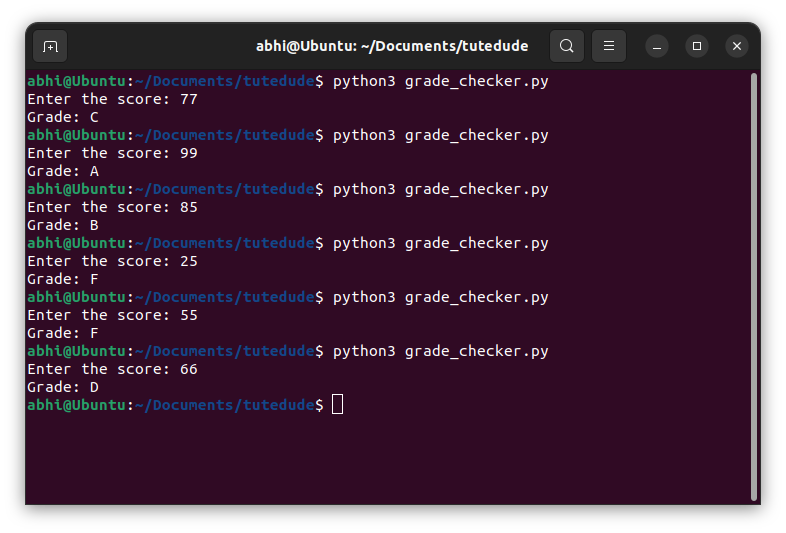 abhi@Ubuntu: ~/Documents/tutedude
abhi@Ubuntu:~/Documents/tutedude$ python3 grade_checker.py
Enter the score: 77
Grade: C
abhi@Ubuntu:~/Documents/tutedude$ python3 grade_checker.py
Enter the score: 99
Grade: A
abhi@Ubuntu:~/Documents/tutedude$ python3 grade_checker.py
Enter the score: 85
Grade: B
abhi@Ubuntu:~/Documents/tutedude$ python3 grade_checker.py
Enter the score: 25
Grade: F
abhi@Ubuntu:~/Documents/tutedude$ python3 grade_checker.py
Enter the score: 55
Grade: F
abhi@Ubuntu:~/Documents/tutedude$ python3 grade_checker.py
Enter the score: 66
Grade: D
abhi@Ubuntu:~/Documents/tutedude$